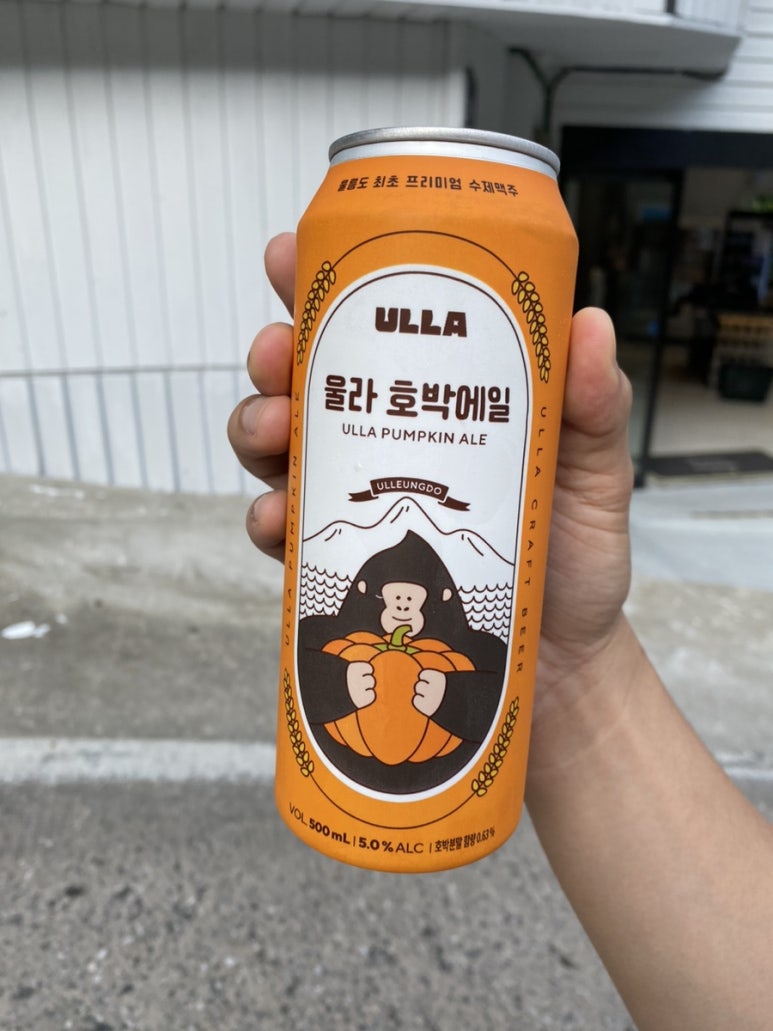 울릉도 최초 프리미엄 수제맥주
ULLA
울라 호박에일
ULLA PUMPKIN ALE
ULLEUNGDO
ULLA PUMPKIN ALE
ULLA CRAFT BEER
VOL 500 mL | 5.0 % ALC | 호박분말 함량 0.63%